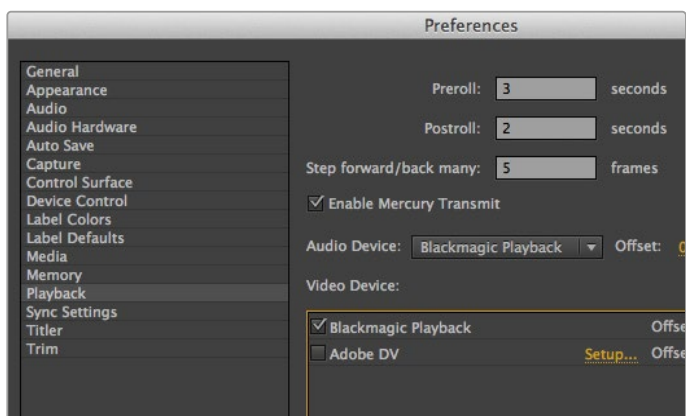 Preferences
General
Appearance
Audio
Audio Hardware
Auto Save
Capture
Control Surface
Device Control
Label Colors
Label Defaults
Media
Memory
Playback
Sync Settings
Titler
Trim
Preroll: 3 seconds
Postroll: 2 seconds
Step forward/back many: 5 frames
Enable Mercury Transmit
Audio Device: Blackmagic Playback Offset:
Video Device:
Blackmagic Playback
Adobe DV Setup...